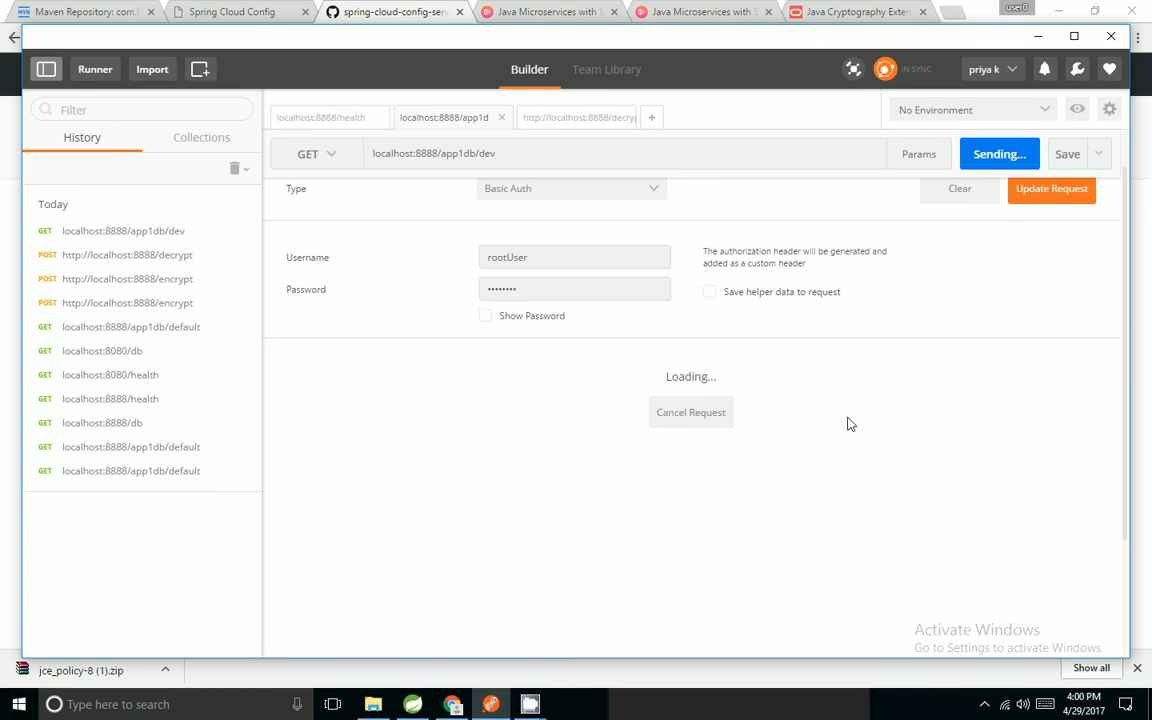 Maven Repository: com.
Spring Cloud Config
spring-cloud-config-ser
Java Microservices with S
Java Microservices with S
Java Cryptography Exten
user0
Runner
Import
Builder
Team Library
IN SYNC
priya k
Filter
History
Collections
localhost:8888/health
localhost:8888/app1d
http://localhost:8888/decry
No Environment
GET
localhost:8888/app1db/dev
Params
Sending...
Save
Type
Basic Auth
Clear
Update Request
Username
rootUser
The authorization header will be generated and
added as a custom header
Password
••••••••
Save helper data to request
Show Password
Loading...
Cancel Request
Today
GET localhost:8888/app1db/dev
POST http://localhost:8888/decrypt
POST http://localhost:8888/encrypt
POST http://localhost:8888/encrypt
GET localhost:8888/app1db/default
GET localhost:8080/db
GET localhost:8080/health
GET localhost:8888/health
GET localhost:8888/db
GET localhost:8888/app1db/default
GET localhost:8888/app1db/default
Activate Windows
Go to Settings to activate Windows.
jce_policy-8 (1).zip
Show all
Type here to search
4:00 PM
4/29/2017